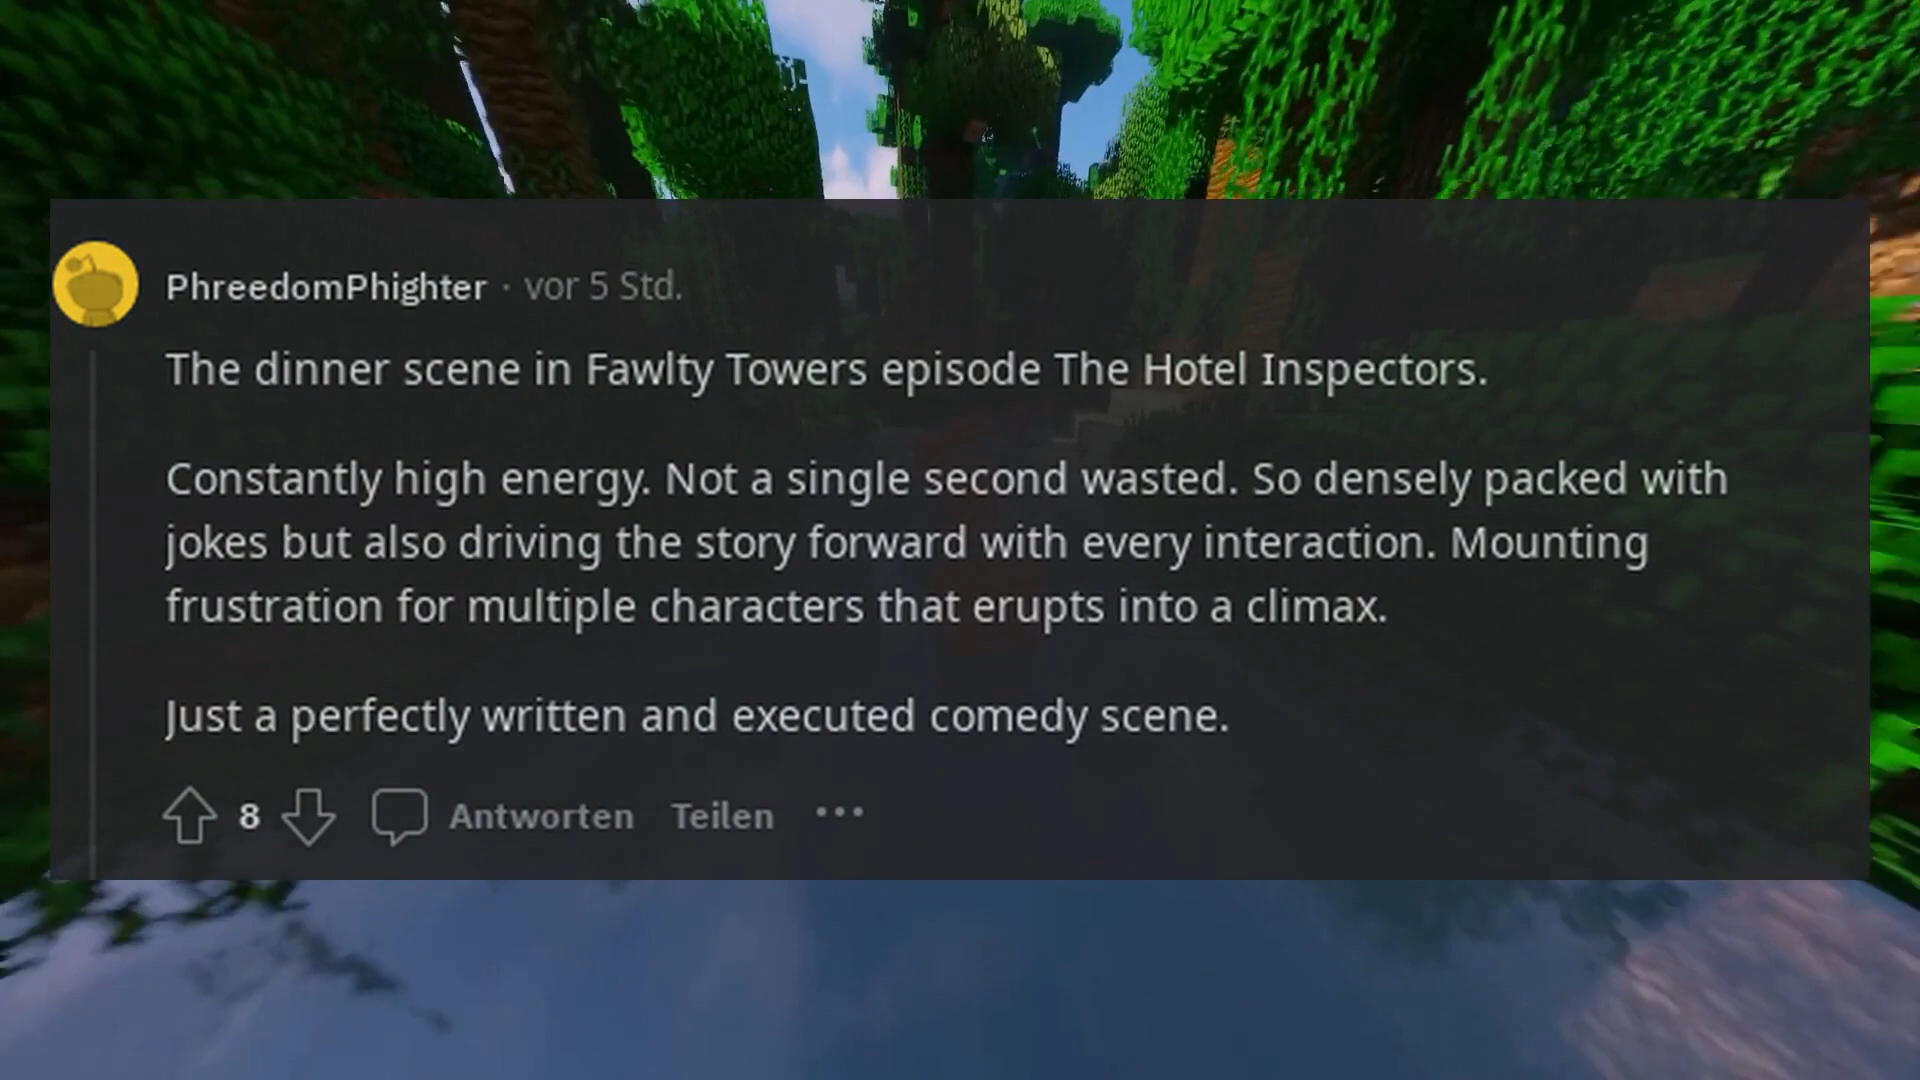 PhreedomPhighter · vor 5 Std.
The dinner scene in Fawlty Towers episode The Hotel Inspectors.
Constantly high energy. Not a single second wasted. So densely packed with
jokes but also driving the story forward with every interaction. Mounting
frustration for multiple characters that erupts into a climax.
Just a perfectly written and executed comedy scene.
8 Antworten Teilen ···